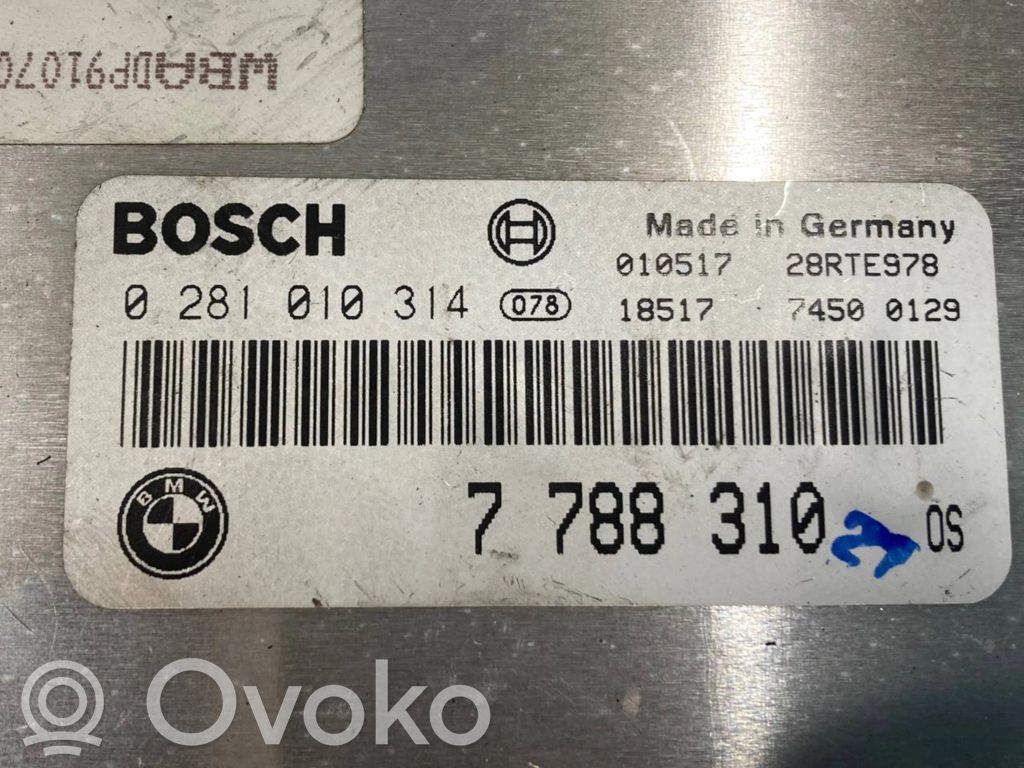 WBADP91070
BOSCH
Made in Germany
010517 28RTE978
0 281 010 314 078 18517 7450 0129
BMW
7 788 310 OS
Ovoko